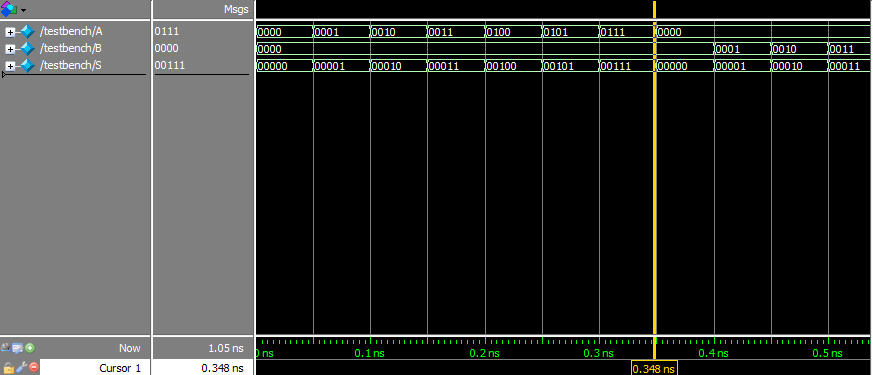 Msgs
/testbench/A 0111 0000 0001 0010 0011 0100 0101 0111 0000
/testbench/B 0000 0000 0001 0010 0011
/testbench/S 00111 00000 00001 00010 00011 00100 00101 00111 00000 00001 00010 00011
Now 1.05 ns 0 ns 0.1 ns 0.2 ns 0.3 ns 0.4 ns 0.5 ns
Cursor 1 0.348 ns 0.348 ns